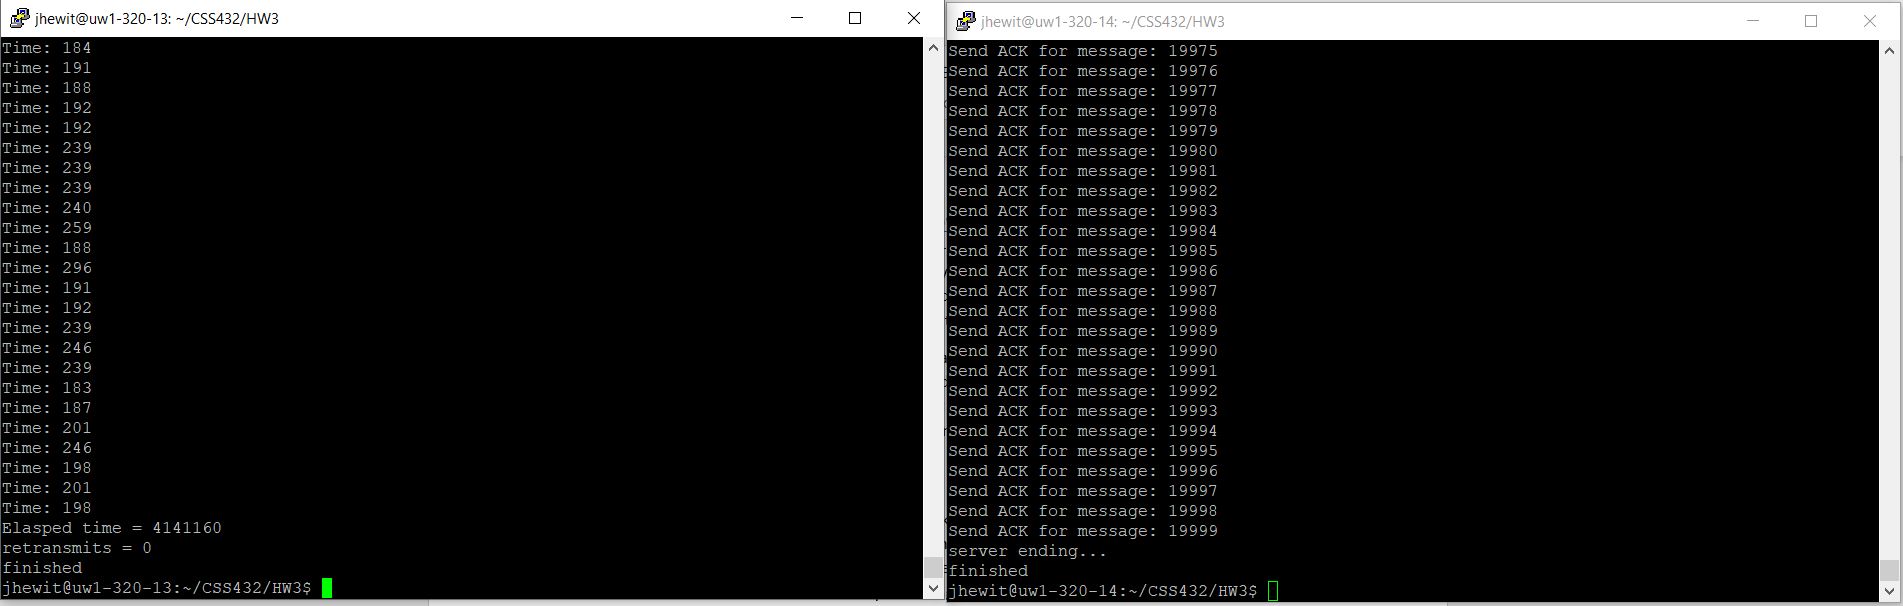 jhewit@uw1-320-13: ~/CSS432/HW3
Time: 184
Time: 191
Time: 188
Time: 192
Time: 192
Time: 239
Time: 239
Time: 239
Time: 240
Time: 259
Time: 188
Time: 296
Time: 191
Time: 192
Time: 239
Time: 246
Time: 239
Time: 183
Time: 187
Time: 201
Time: 246
Time: 198
Time: 201
Time: 198
Elasped time = 4141160
retransmits = 0
finished
jhewit@uw1-320-13:~/CSS432/HW3$
jhewit@uw1-320-14: ~/CSS432/HW3
Send ACK for message: 19975
Send ACK for message: 19976
Send ACK for message: 19977
Send ACK for message: 19978
Send ACK for message: 19979
Send ACK for message: 19980
Send ACK for message: 19981
Send ACK for message: 19982
Send ACK for message: 19983
Send ACK for message: 19984
Send ACK for message: 19985
Send ACK for message: 19986
Send ACK for message: 19987
Send ACK for message: 19988
Send ACK for message: 19989
Send ACK for message: 19990
Send ACK for message: 19991
Send ACK for message: 19992
Send ACK for message: 19993
Send ACK for message: 19994
Send ACK for message: 19995
Send ACK for message: 19996
Send ACK for message: 19997
Send ACK for message: 19998
Send ACK for message: 19999
server ending...
finished
jhewit@uw1-320-14:~/CSS432/HW3$